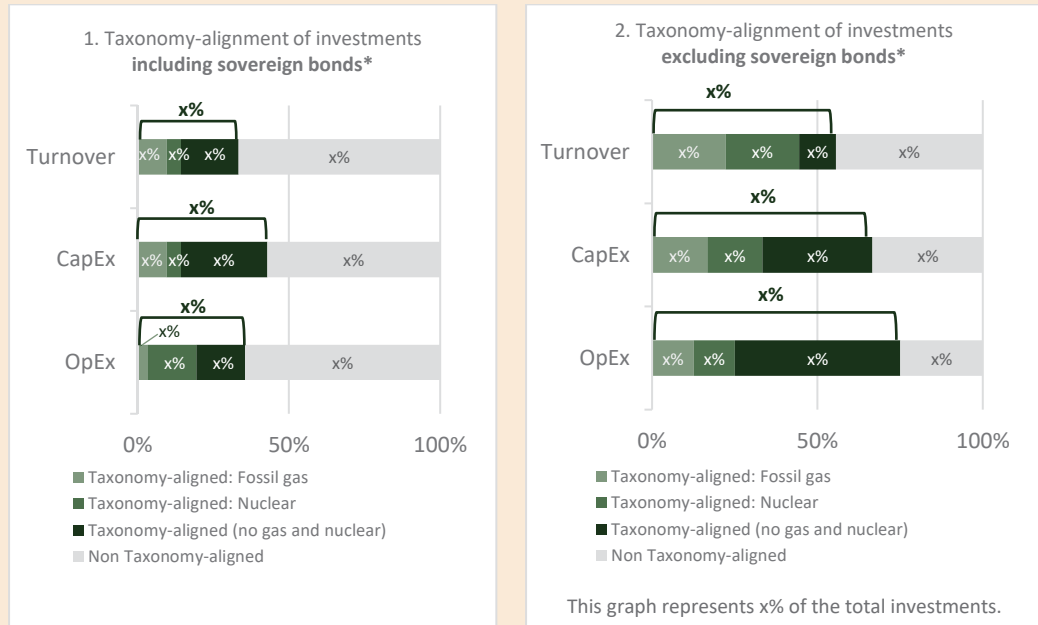 1. Taxonomy-alignment of investments
including sovereign bonds*
x%
Turnover
x% x% x% x%
x%
CapEx
x% x% x% x%
x%
x%
OpEx
x% x% x%
0% 50% 100%
Taxonomy-aligned: Fossil gas
Taxonomy-aligned: Nuclear
Taxonomy-aligned (no gas and nuclear)
Non Taxonomy-aligned
2. Taxonomy-alignment of investments
excluding sovereign bonds*
x%
Turnover
x% x% x% x%
x%
CapEx
x% x% x% x%
x%
OpEx
x% x% x% x%
0% 50% 100%
Taxonomy-aligned: Fossil gas
Taxonomy-aligned: Nuclear
Taxonomy-aligned (no gas and nuclear)
Non Taxonomy-aligned
This graph represents x% of the total investments.